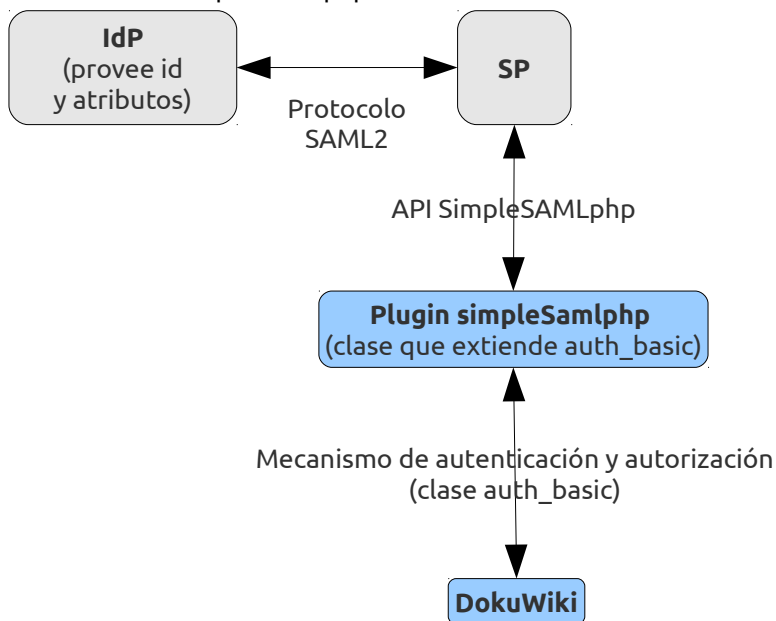 IdP
(provee id
y atributos)
SP
Protocolo
SAML2
API SimpleSAMLphp
Plugin simpleSamlphp
(clase que extiende auth_basic)
Mecanismo de autenticación y autorización
(clase auth_basic)
DokuWiki